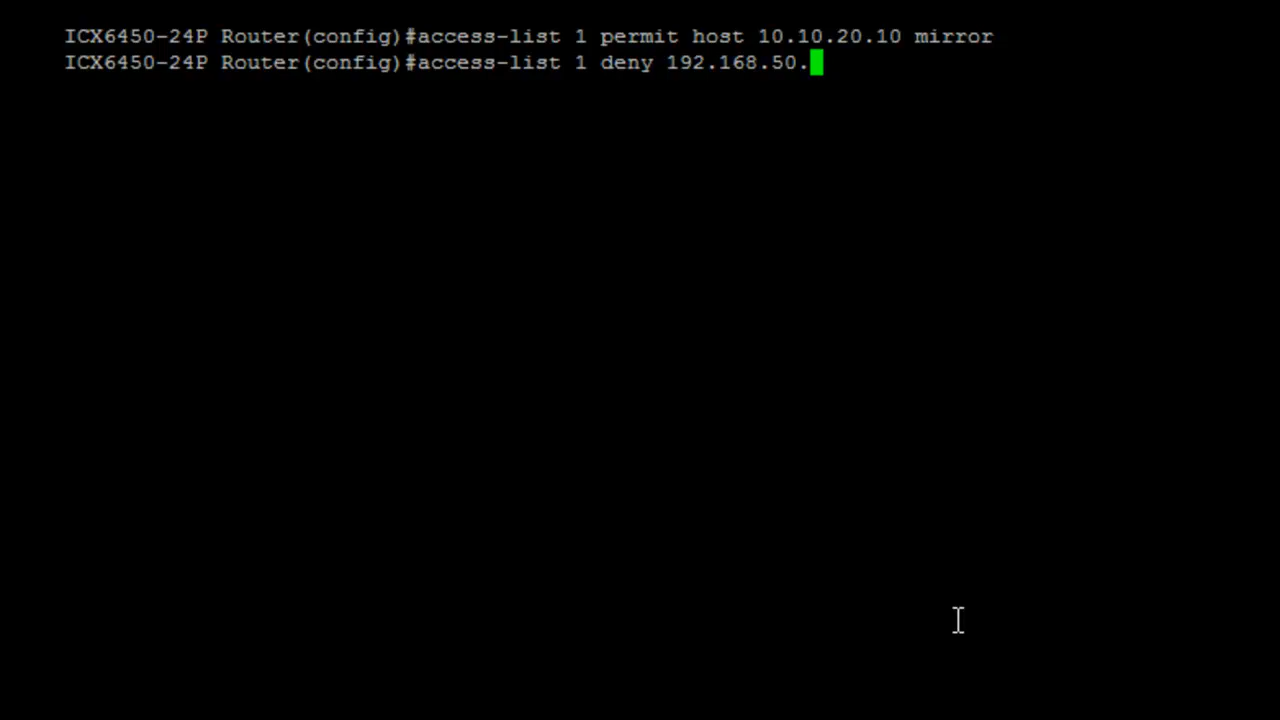 ICX6450-24P Router(config)#access-list 1 permit host 10.10.20.10 mirror
ICX6450-24P Router(config)#access-list 1 deny 192.168.50.